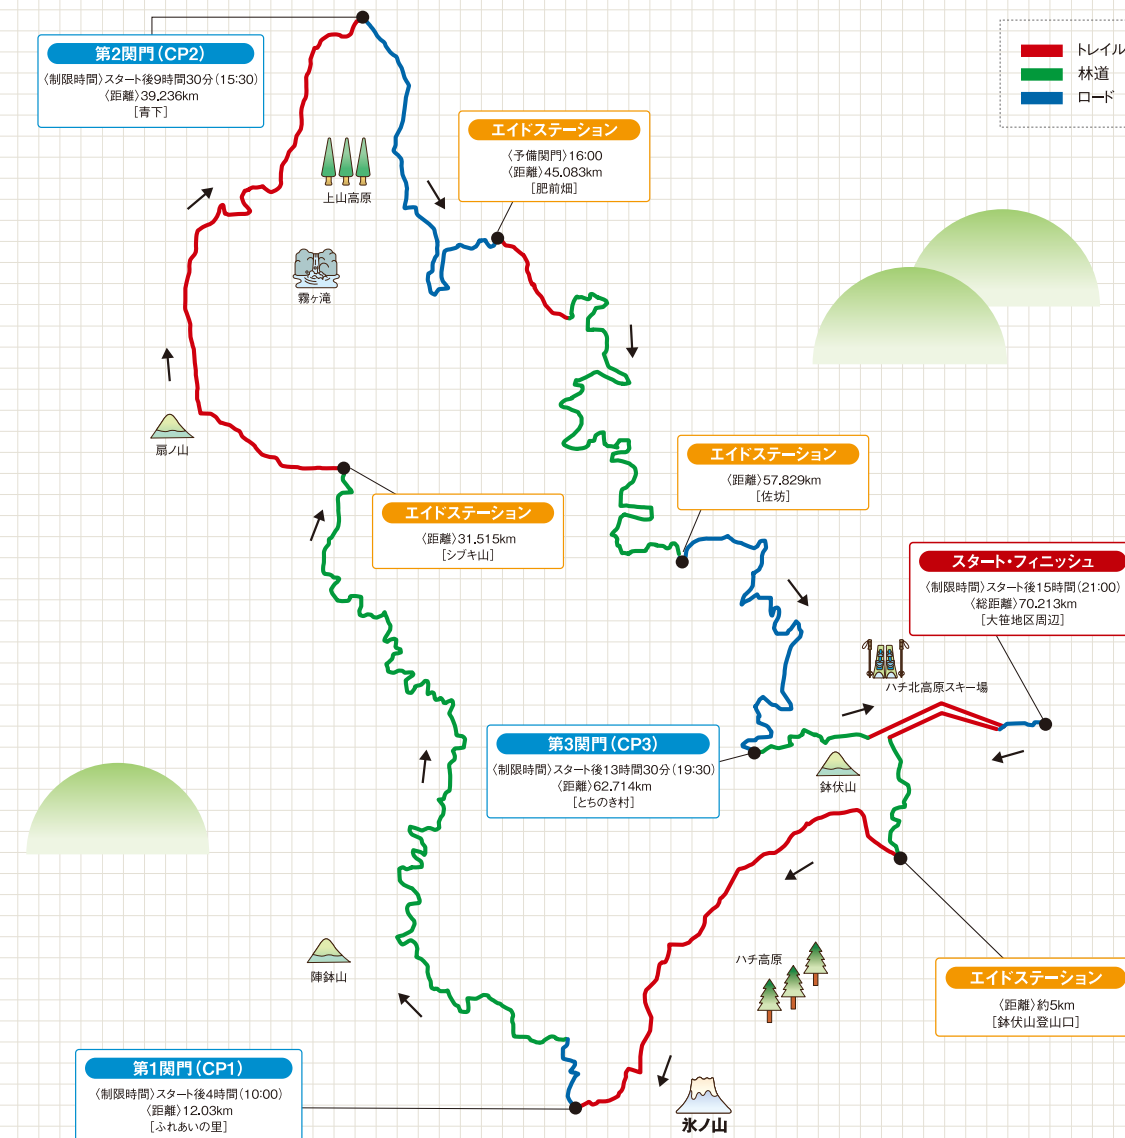 第2関門(CP2)
〈制限時間〉スタート後9時間30分(15:30)
〈距離〉39.236km
[青下]
トレイル
林道
ロード
エイドステーション
〈予備関門〉16:00
〈距離〉45.083km
[肥前畑]
上山高原
霧ヶ滝
扇ノ山
エイドステーション
〈距離〉57.829km
[佐坊]
エイドステーション
〈距離〉31.515km
[シブキ山]
スタート・フィニッシュ
〈制限時間〉スタート後15時間(21:00)
〈総距離〉70.213km
[大笹地区周辺]
ハチ北高原スキー場
第3関門(CP3)
〈制限時間〉スタート後13時間30分(19:30)
〈距離〉62.714km
[とちのき村]
鉢伏山
ハチ高原
陣鉢山
エイドステーション
〈距離〉約5km
[鉢伏山登山口]
第1関門(CP1)
〈制限時間〉スタート後4時間(10:00)
〈距離〉12.03km
[ふれあいの里]
氷ノ山